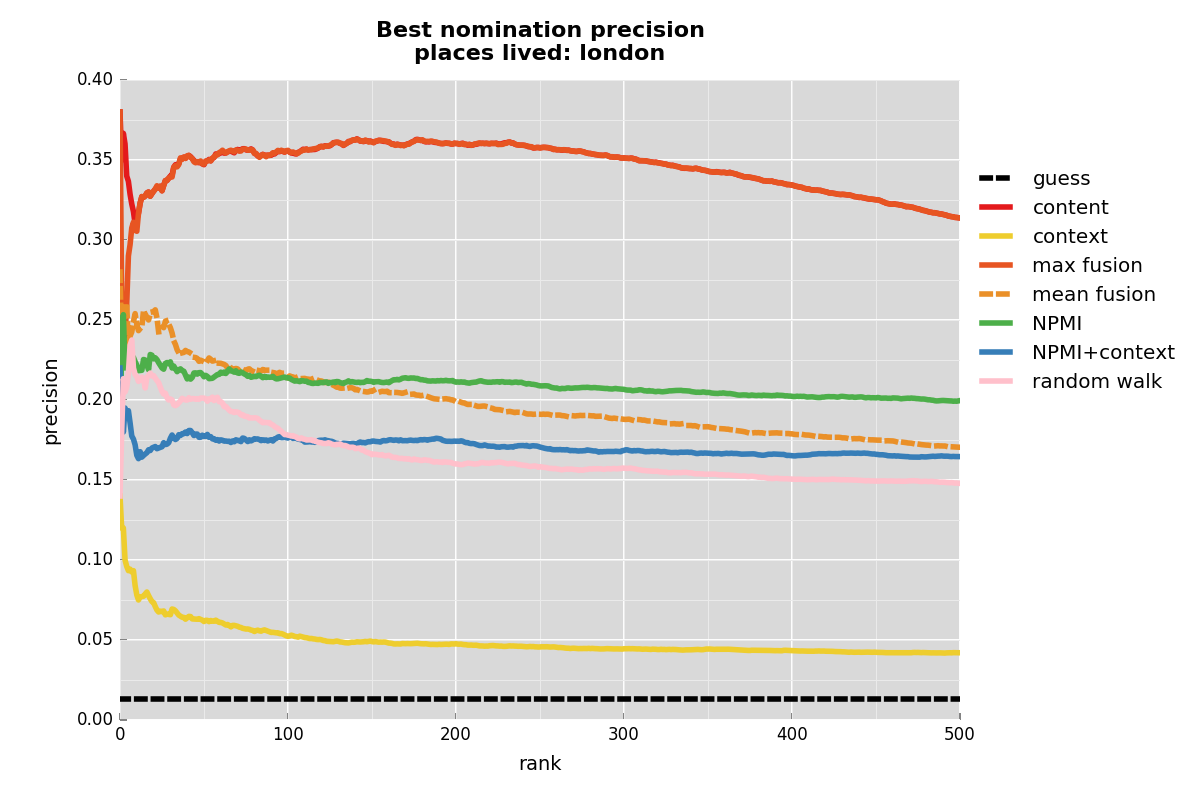 Best nomination precision
places lived: london
0.40
0.35
0.30
0.25
0.20
0.15
0.10
0.05
0.00
precision
0 100 200 300 400 500
rank
guess
content
context
max fusion
mean fusion
NPMI
NPMI+context
random walk